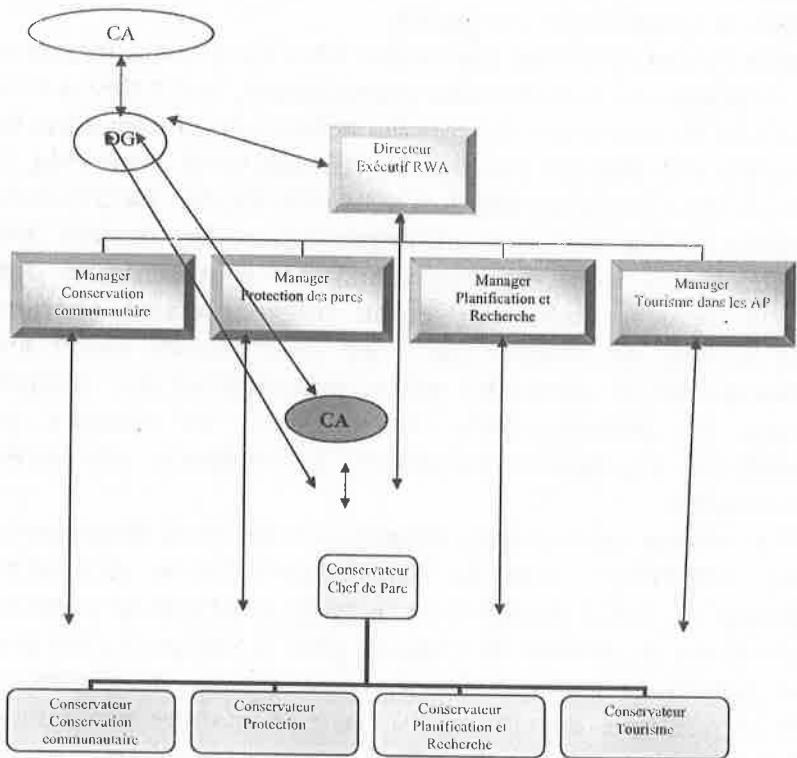 CA
DG
Directeur
Exécutif RWA
Manager
Conservation
communautaire
Manager
Protection des parcs
Manager
Planification et
Recherche
Manager
Tourisme dans les AP
CA
Conservateur
Chef de Parc
Conservateur
Conservation
communautaire
Conservateur
Protection
Conservateur
Planification et
Recherche
Conservateur
Tourisme